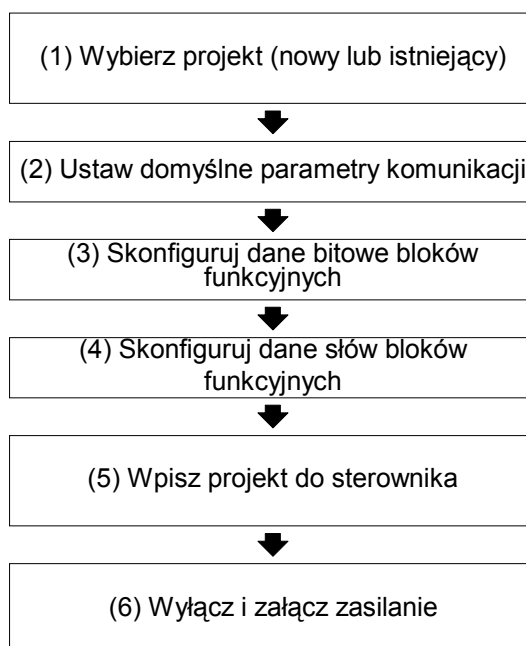 (1) Wybierz projekt (nowy lub istniejący)
(2) Ustaw domyślne parametry komunikacji
(3) Skonfiguruj dane bitowe bloków
funkcyjnych
(4) Skonfiguruj dane słów bloków
funkcyjnych
(5) Wpisz projekt do sterownika
(6) Wyłącz i załącz zasilanie